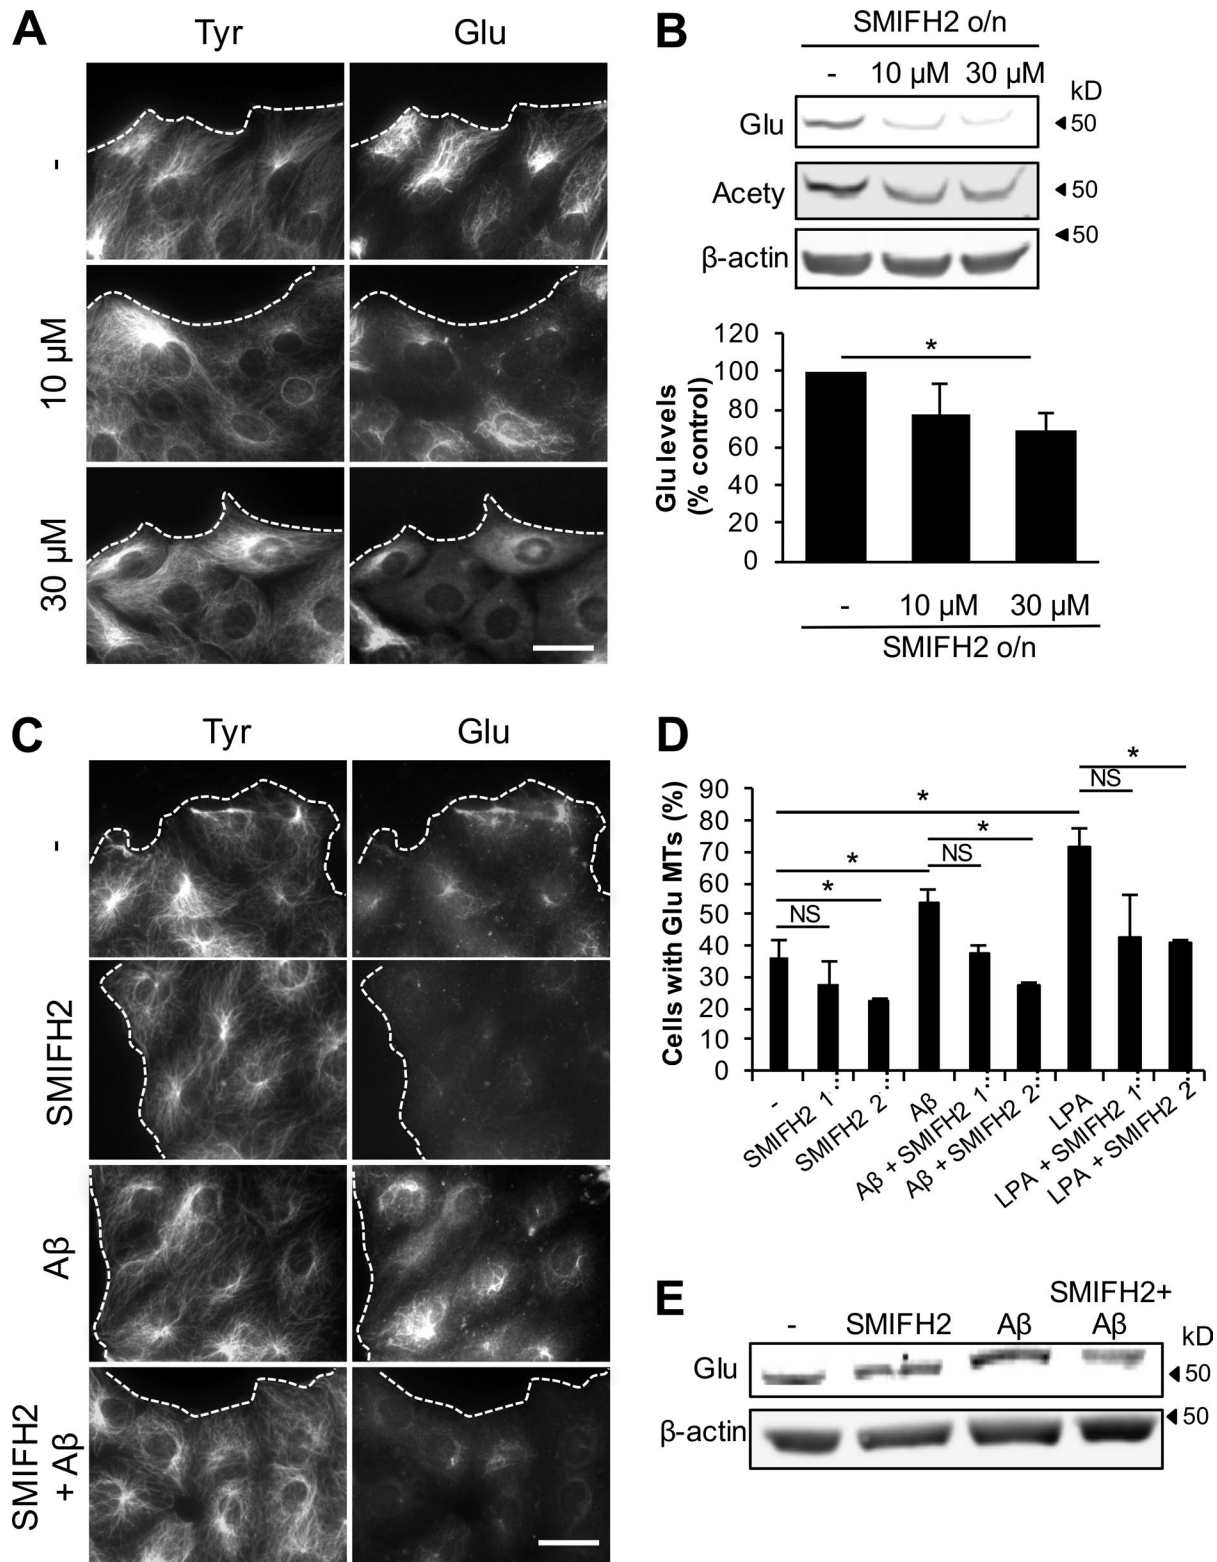 A
Tyr
Glu
-
10 µM
30 µM
B
SMIFH2 o/n
- 10 µM 30 µM
kD
Glu
50
Acety
50
50
β-actin
120
100
80
60
40
20
0
Glu levels
(% control)
*
- 10 µM 30 µM
SMIFH2 o/n
C
Tyr
Glu
-
SMIFH2
Aβ
SMIFH2
+ Aβ
D
90
80
70
60
50
40
30
20
10
0
Cells with Glu MTs (%)
NS
*
*
*
NS
*
NS
*
-
SMIFH2 1...
SMIFH2 2...
Aβ
Aβ + SMIFH2 1...
Aβ + SMIFH2 2...
LPA
LPA + SMIFH2 1...
LPA + SMIFH2 2...
E
- SMIFH2 Aβ SMIFH2+
Aβ
kD
Glu
50
50
β-actin